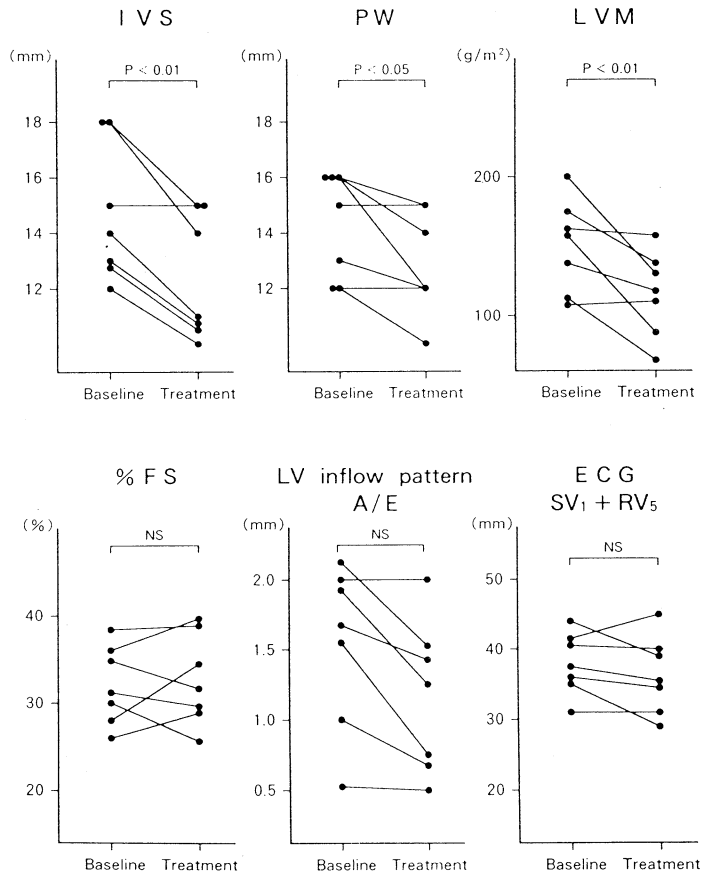 IVS
(mm)
P < 0.01
18
16
14
12
Baseline Treatment
PW
(mm)
P < 0.05
18
16
14
12
Baseline Treatment
LVM
(g/m²)
P < 0.01
200
100
Baseline Treatment
%FS
(%)
NS
40
30
20
Baseline Treatment
LV inflow pattern
A/E
(mm)
NS
2.0
1.5
1.0
0.5
Baseline Treatment
ECG
SV₁ + RV₅
(mm)
NS
50
40
30
20
Baseline Treatment